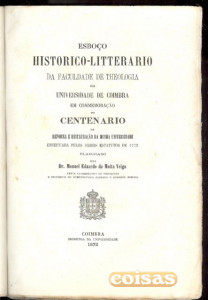 ESBOÇO
HISTORICO-LITTERARIO
DA FACULDADE DE THEOLOGIA
DA
UNIVERSIDADE DE COIMBRA
EM COMMEMORAÇÃO
DO
CENTENARIO
DA
REFORMA E RESTAURAÇÃO DA MESMA UNIVERSIDADE
EFFECTUADA PELOS SABIOS ESTATUTOS DE 1772
PELO
Dr. Manuel Eduardo da Motta Veiga
COIMBRA
IMPRENSA DA UNIVERSIDADE
1872
coisas